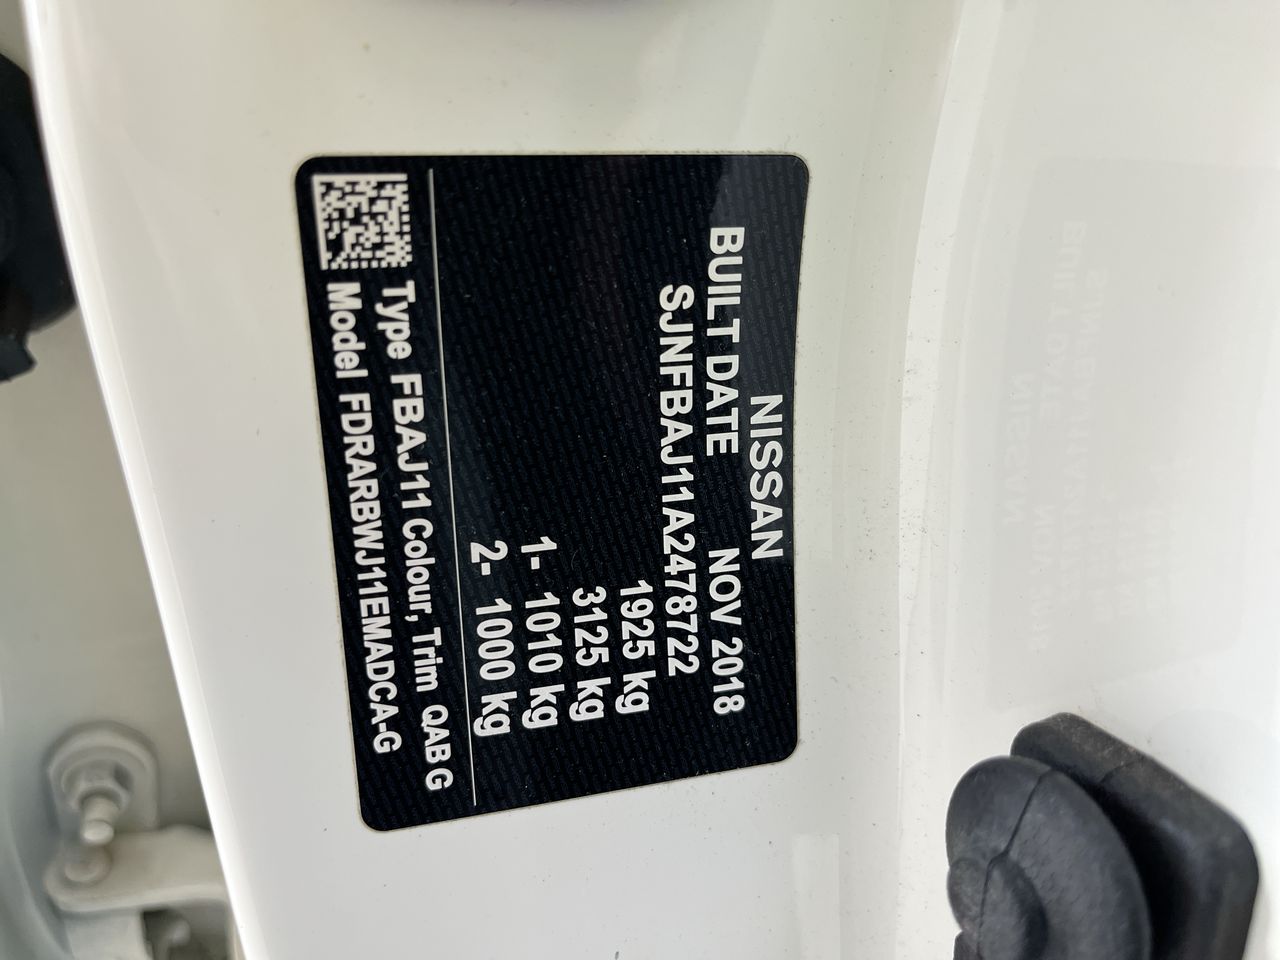 NISSAN
BUILT DATE NOV 2018
SJNFBAJ11A2478722
1925 kg
3125 kg
1- 1010 kg
2- 1000 kg
Type FBAJ11 Colour, Trim QAB G
Model FDRARBWJ11EMADCA-G